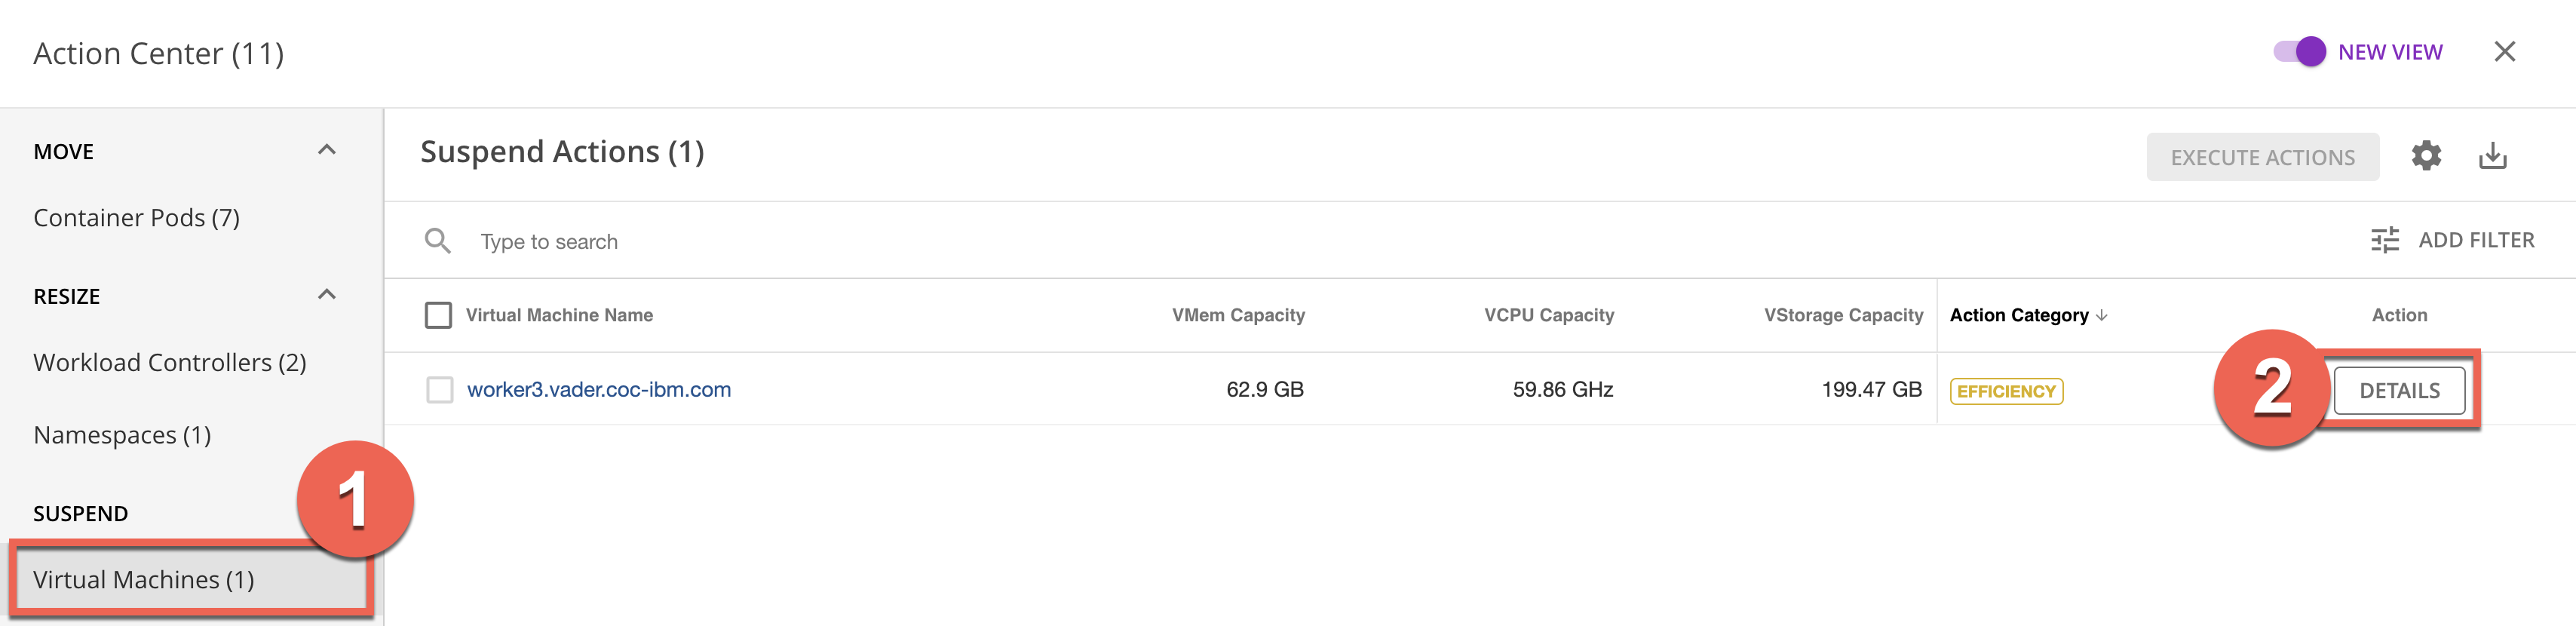 Action Center (11)
NEW VIEW
MOVE
Container Pods (7)
RESIZE
Workload Controllers (2)
Namespaces (1)
1
SUSPEND
Virtual Machines (1)
Suspend Actions (1)
EXECUTE ACTIONS
Type to search
ADD FILTER
Virtual Machine Name VMem Capacity VCPU Capacity VStorage Capacity Action Category ↓ Action
worker3.vader.coc-ibm.com 62.9 GB 59.86 GHz 199.47 GB EFFICIENCY 2 DETAILS